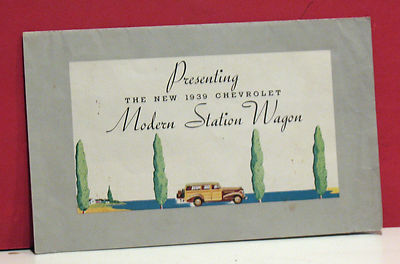 Presenting
THE NEW 1939 CHEVROLET
Modern Station Wagon